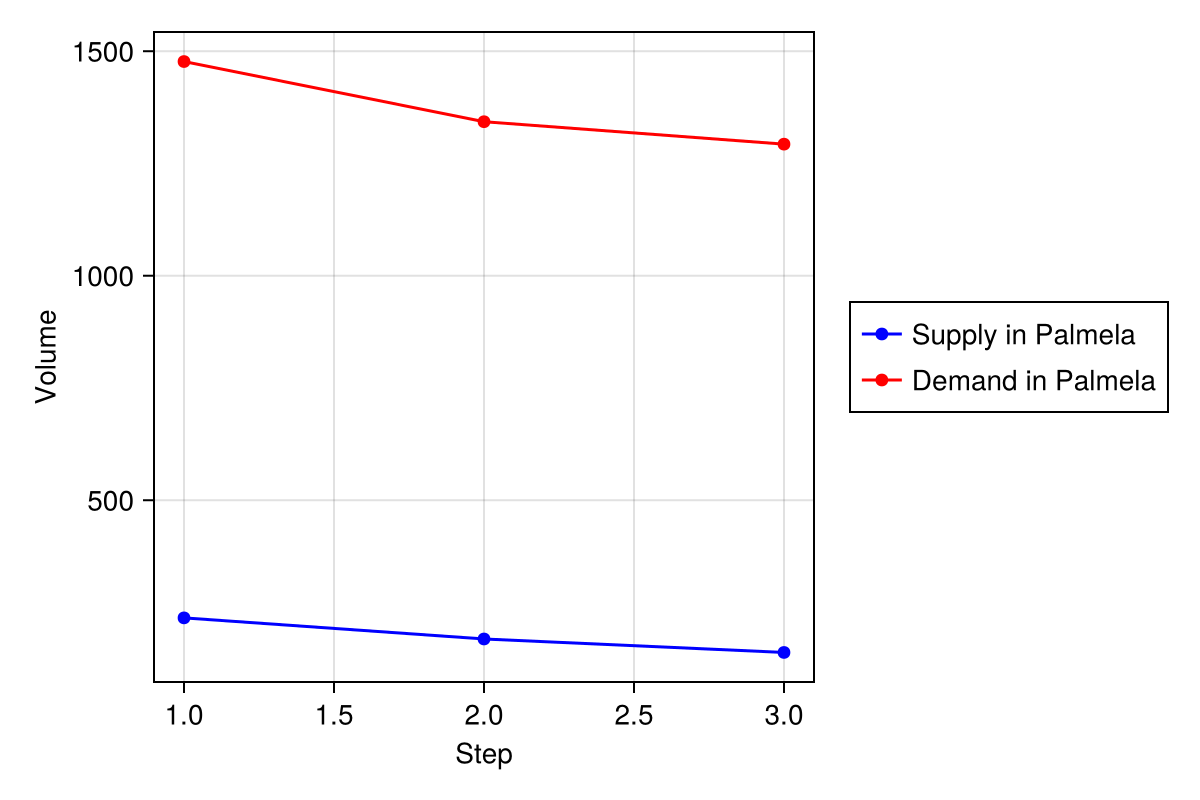 1500
1000
500
Volume
1.0 1.5 2.0 2.5 3.0
Step
Supply in Palmela
Demand in Palmela